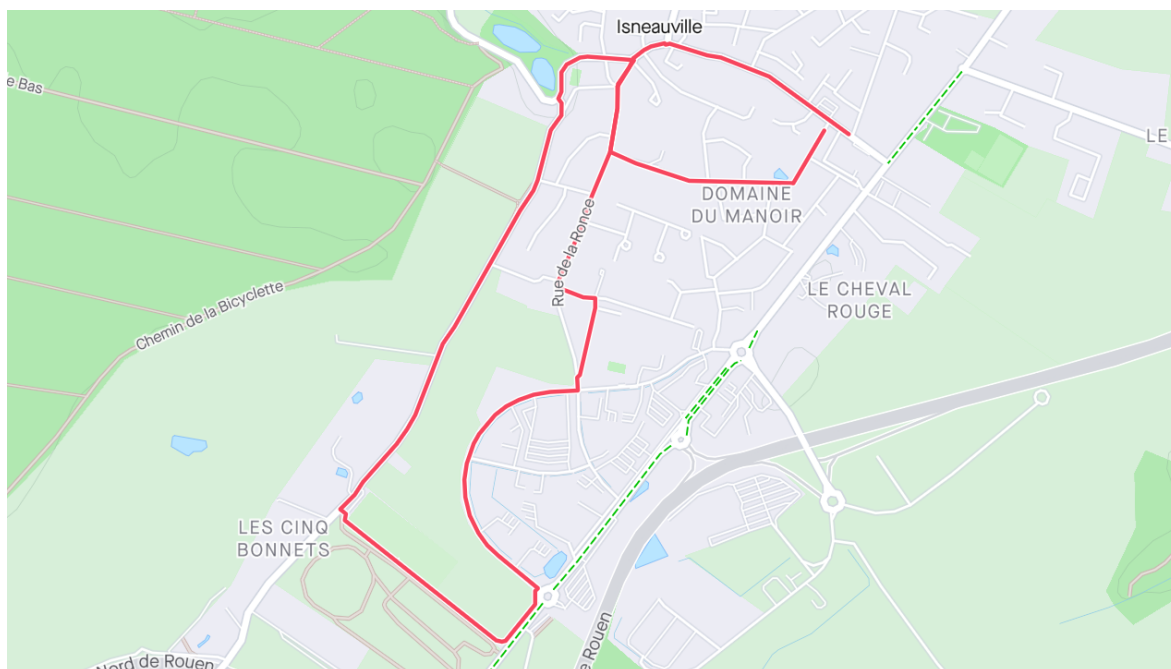 Isneauville
e Bas
LE
DOMAINE
DU MANOIR
Rue de la Ronce
LE CHEVAL
ROUGE
Chemin de la Bicyclette
LES CINQ
BONNETS
Nord de Rouen
e Rouen